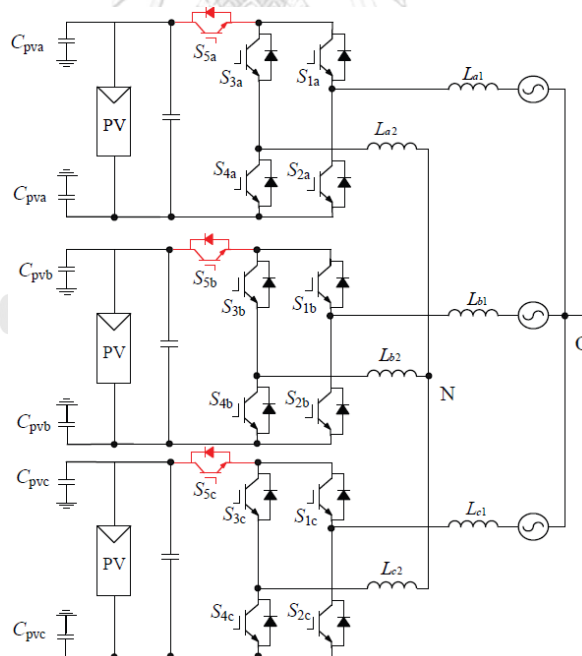 Cpva
S5a
S3a
S1a
La1
PV
La2
Cpva
S4a
S2a
Cpvb
S5b
S3b
S1b
Lb1
PV
Lb2
N
Cpvb
S4b
S2b
Cpvc
S5c
S3c
S1c
Lc1
PV
Lc2
Cpvc
S4c
S2c